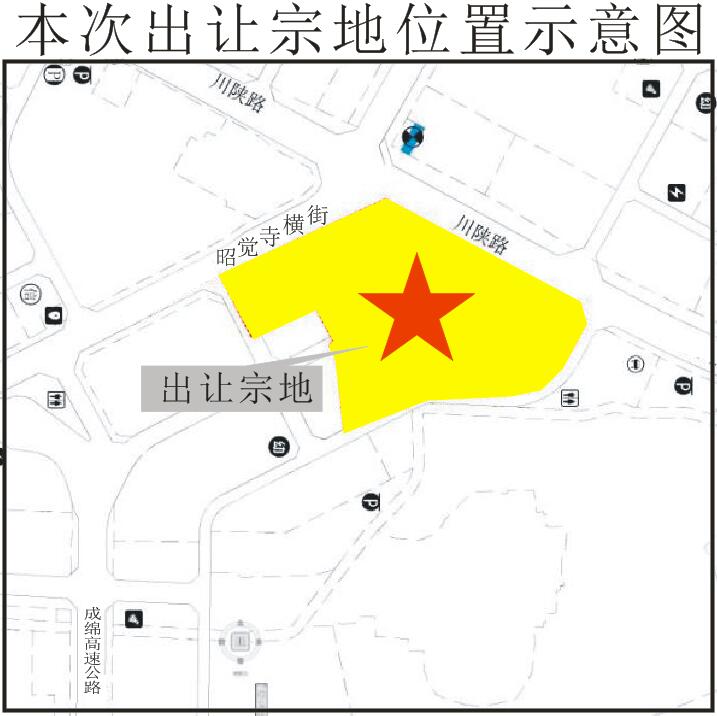 本次出让宗地位置示意图
川陕路
昭觉寺横街
川陕路
出让宗地
成绵高速公路